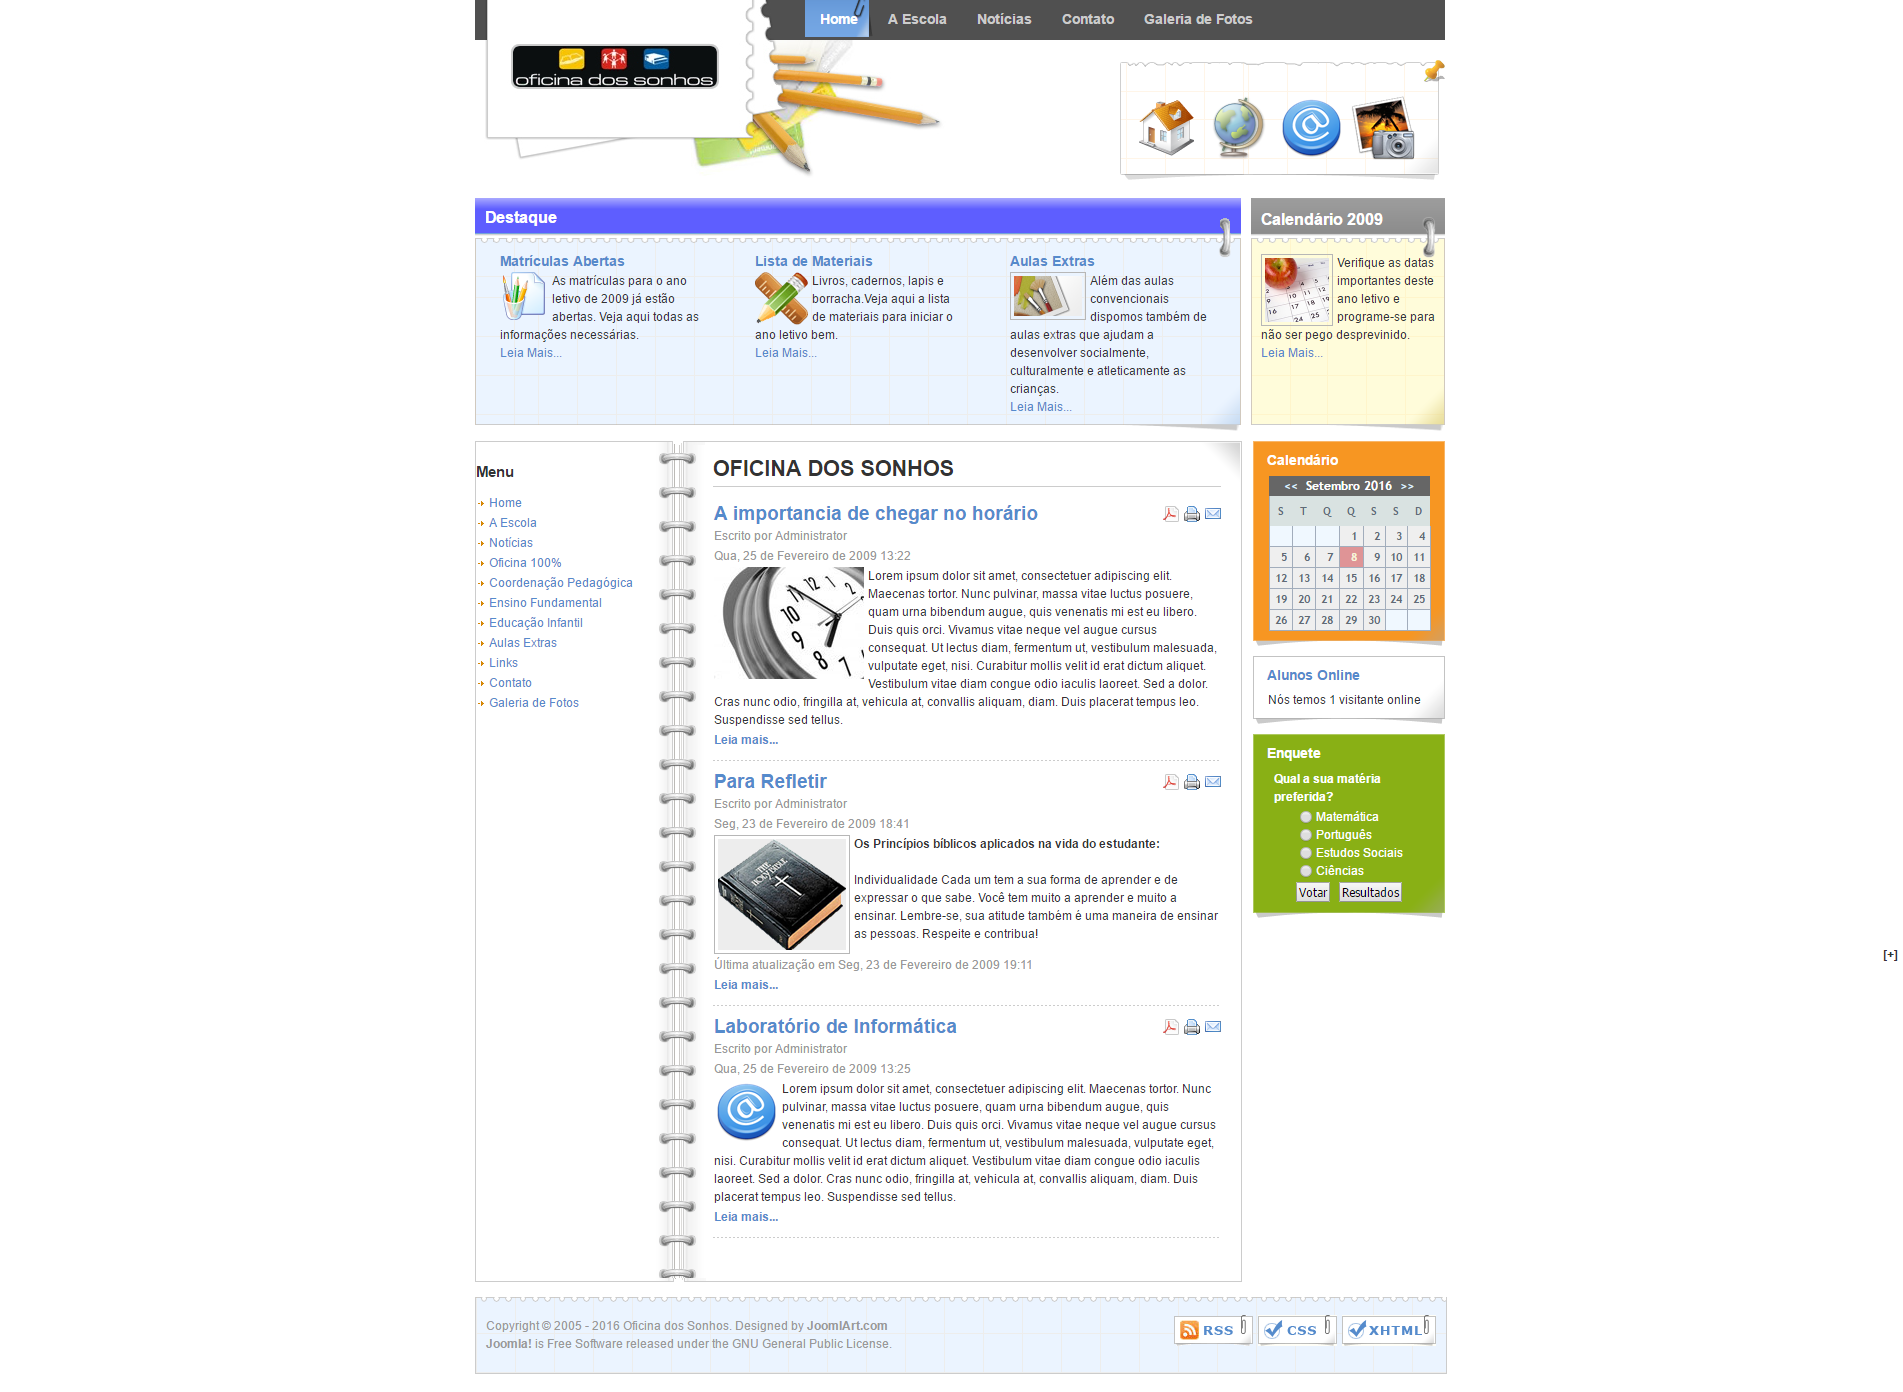 Home A Escola Notícias Contato Galeria de Fotos
oficina dos sonhos
Destaque
Matrículas Abertas
As matrículas para o ano
letivo de 2009 já estão
abertas. Veja aqui todas as
informações necessárias.
Leia Mais...
Lista de Materiais
Livros, cadernos, lapis e
borracha.Veja aqui a lista
de materiais para iniciar o
ano letivo bem.
Leia Mais...
Aulas Extras
Além das aulas
convencionais
dispomos também de
aulas extras que ajudam a
desenvolver socialmente,
culturalmente e atleticamente as
crianças.
Leia Mais...
Calendário 2009
Verifique as datas
importantes deste
ano letivo e
programe-se para
não ser pego desprevinido.
Leia Mais...
Menu
Home
A Escola
Notícias
Oficina 100%
Coordenação Pedagógica
Ensino Fundamental
Educação Infantil
Aulas Extras
Links
Contato
Galeria de Fotos
OFICINA DOS SONHOS
A importancia de chegar no horário
Escrito por Administrator
Qua, 25 de Fevereiro de 2009 13:22
Lorem ipsum dolor sit amet, consectetuer adipiscing elit.
Maecenas tortor. Nunc pulvinar, massa vitae luctus posuere,
quam urna bibendum augue, quis venenatis mi est eu libero.
Duis quis orci. Vivamus vitae neque vel augue cursus
consequat. Ut lectus diam, fermentum ut, vestibulum malesuada,
vulputate eget, nisi. Curabitur mollis velit id erat dictum aliquet.
Vestibulum vitae diam congue odio iaculis laoreet. Sed a dolor.
Cras nunc odio, fringilla at, vehicula at, convallis aliquam, diam. Duis placerat tempus leo.
Suspendisse sed tellus.
Leia mais...
Para Refletir
Escrito por Administrator
Seg, 23 de Fevereiro de 2009 18:41
THE HOLY BIBLE
Os Princípios bíblicos aplicados na vida do estudante:
Individualidade Cada um tem a sua forma de aprender e de
expressar o que sabe. Você tem muito a aprender e muito a
ensinar. Lembre-se, sua atitude também é uma maneira de ensinar
as pessoas. Respeite e contribua!
Última atualização em Seg, 23 de Fevereiro de 2009 19:11
Leia mais...
Laboratório de Informática
Escrito por Administrator
Qua, 25 de Fevereiro de 2009 13:25
Lorem ipsum dolor sit amet, consectetuer adipiscing elit. Maecenas tortor. Nunc
pulvinar, massa vitae luctus posuere, quam urna bibendum augue, quis
venenatis mi est eu libero. Duis quis orci. Vivamus vitae neque vel augue cursus
consequat. Ut lectus diam, fermentum ut, vestibulum malesuada, vulputate eget,
nisi. Curabitur mollis velit id erat dictum aliquet. Vestibulum vitae diam congue odio iaculis
laoreet. Sed a dolor. Cras nunc odio, fringilla at, vehicula at, convallis aliquam, diam. Duis
placerat tempus leo. Suspendisse sed tellus.
Leia mais...
Calendário
<< Setembro 2016 >>
S T Q Q S S D
1 2 3 4
5 6 7 8 9 10 11
12 13 14 15 16 17 18
19 20 21 22 23 24 25
26 27 28 29 30
Alunos Online
Nós temos 1 visitante online
Enquete
Qual a sua matéria
preferida?
Matemática
Português
Estudos Sociais
Ciências
Votar Resultados
[+]
Copyright © 2005 - 2016 Oficina dos Sonhos. Designed by JoomlArt.com
Joomla! is Free Software released under the GNU General Public License.
RSS CSS XHTML